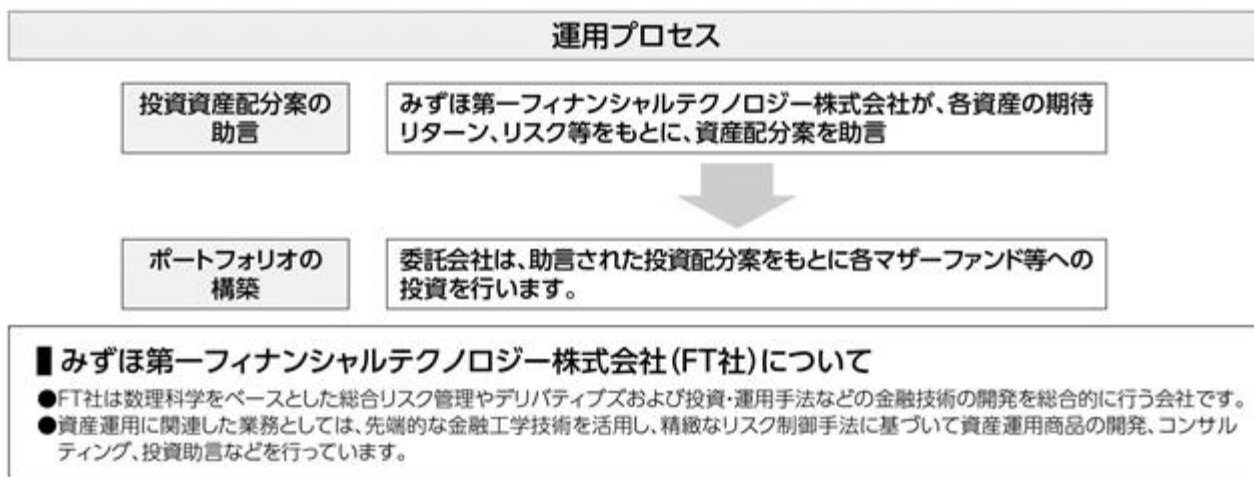 運用プロセス
投資資産配分案の
助言
みずほ第一フィナンシャルテクノロジー株式会社が、各資産の期待
リターン、リスク等をもとに、資産配分案を助言
ポートフォリオの
構築
委託会社は、助言された投資配分案をもとに各マザーファンド等への
投資を行います。
▌みずほ第一フィナンシャルテクノロジー株式会社(FT社)について
●FT社は数理科学をベースとした総合リスク管理やデリバティブズおよび投資・運用手法などの金融技術の開発を総合的に行う会社です。
●資産運用に関連した業務としては、先端的な金融工学技術を活用し、精緻なリスク制御手法に基づいて資産運用商品の開発、コンサル
ティング、投資助言などを行っています。